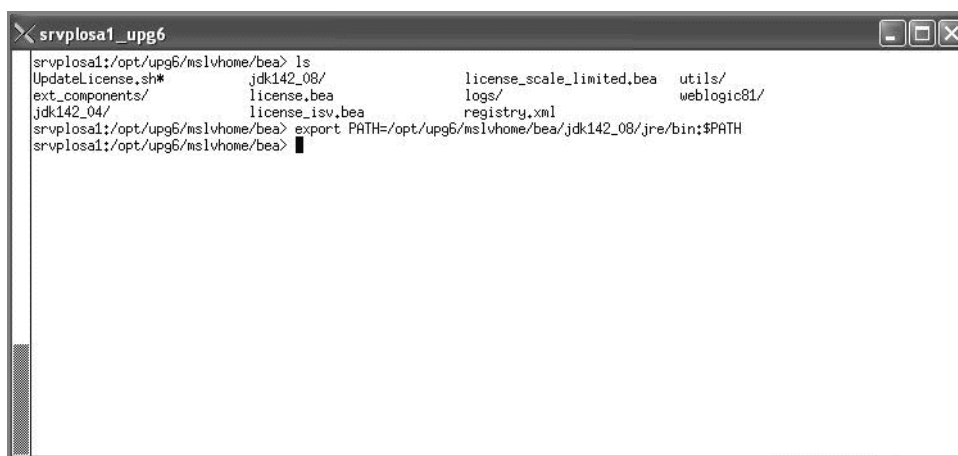 srvplosa1_upg6
srvplosa1:/opt/upg6/mslvhome/bea> ls
UpdateLicense.sh* jdk142_08/ license_scale_limited.bea utils/
ext_components/ license.bea logs/ weblogic81/
jdk142_04/ license_isv.bea registry.xml
srvplosa1:/opt/upg6/mslvhome/bea> export PATH=/opt/upg6/mslvhome/bea/jdk142_08/jre/bin:$PATH
srvplosa1:/opt/upg6/mslvhome/bea>